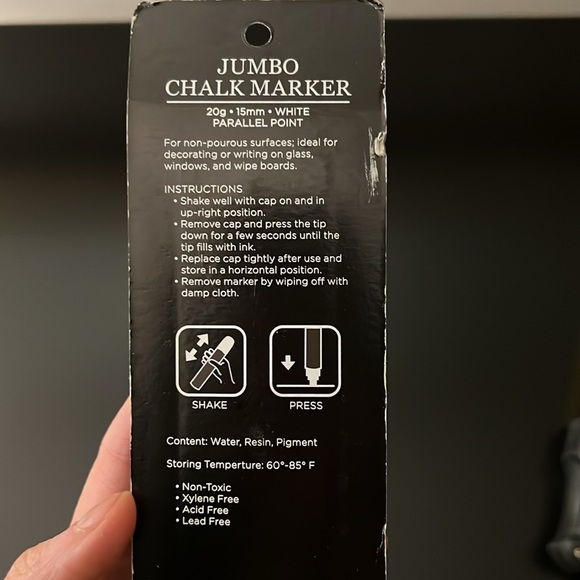 JUMBO
CHALK MARKER
20g • 15mm • WHITE
PARALLEL POINT
For non-pourous surfaces; ideal for
decorating or writing on glass,
windows, and wipe boards.
INSTRUCTIONS
• Shake well with cap on and in
up-right position.
• Remove cap and press the tip
down for a few seconds until the
tip fills with ink.
• Replace cap tightly after use and
store in a horizontal position.
• Remove marker by wiping off with
damp cloth.
SHAKE
PRESS
Content: Water, Resin, Pigment
Storing Temperture: 60°-85° F
• Non-Toxic
• Xylene Free
• Acid Free
• Lead Free